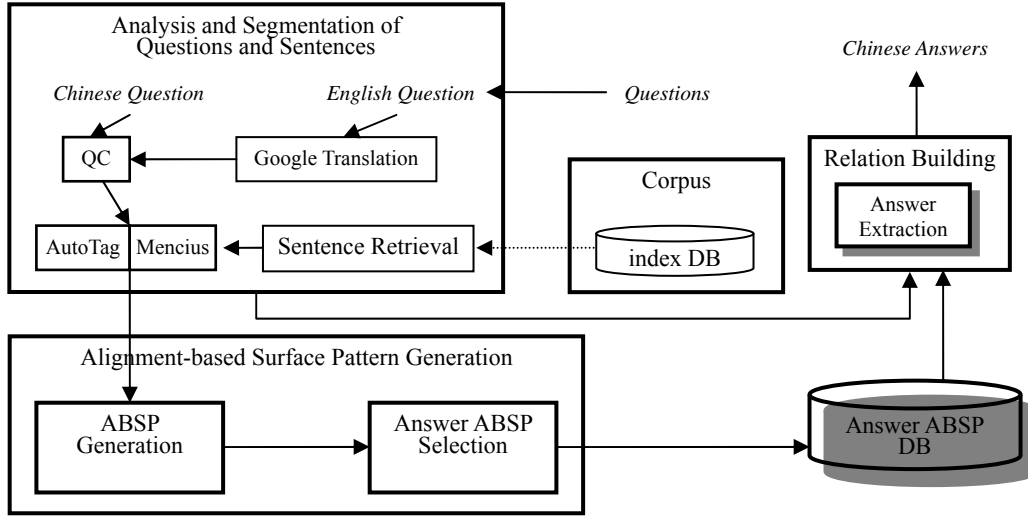 Analysis and Segmentation of
Questions and Sentences
Chinese Question
English Question
Questions
Chinese Answers
QC
Google Translation
Relation Building
Answer
Extraction
Corpus
index DB
AutoTag
Mencius
Sentence Retrieval
Alignment-based Surface Pattern Generation
ABSP
Generation
Answer ABSP
Selection
Answer ABSP
DB